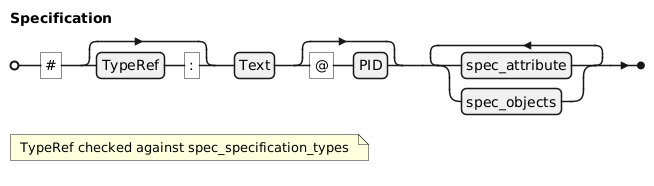 Specification
# TypeRef : Text @ PID spec_attribute
spec_objects
TypeRef checked against spec_specification_types